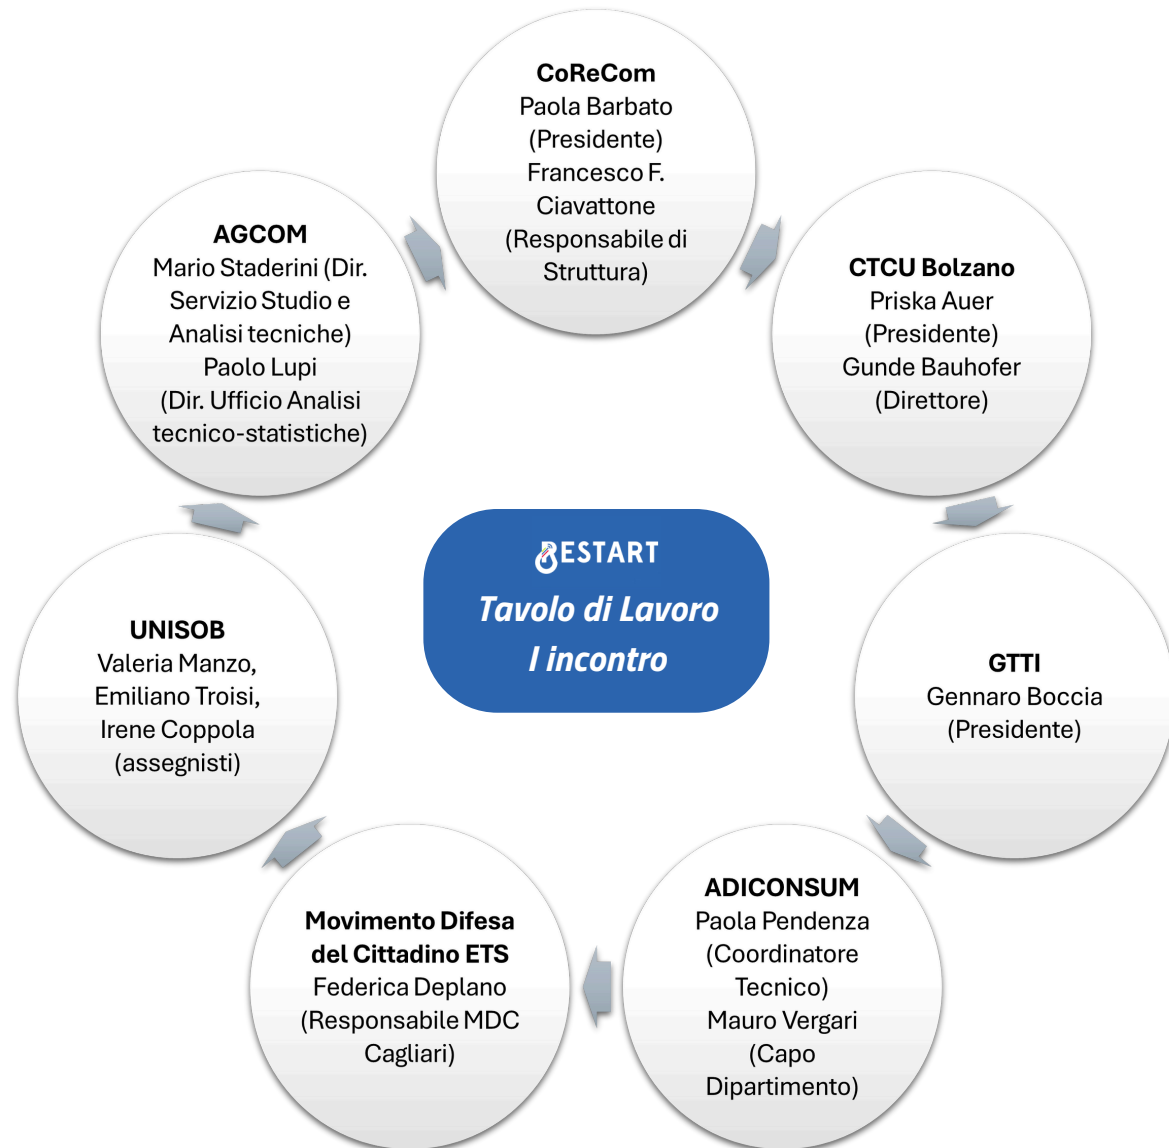 CoReCom
Paola Barbato
(Presidente)
Francesco F.
Ciavattone
(Responsabile di
Struttura)
CTCU Bolzano
Priska Auer
(Presidente)
Gunde Bauhofer
(Direttore)
GTTI
Gennaro Boccia
(Presidente)
ADICONSUM
Paola Pendenza
(Coordinatore
Tecnico)
Mauro Vergari
(Capo
Dipartimento)
Movimento Difesa
del Cittadino ETS
Federica Deplano
(Responsabile MDC
Cagliari)
UNISOB
Valeria Manzo,
Emiliano Troisi,
Irene Coppola
(assegnisti)
AGCOM
Mario Staderini (Dir.
Servizio Studio e
Analisi tecniche)
Paolo Lupi
(Dir. Ufficio Analisi
tecnico-statistiche)
RESTART
Tavolo di Lavoro
I incontro